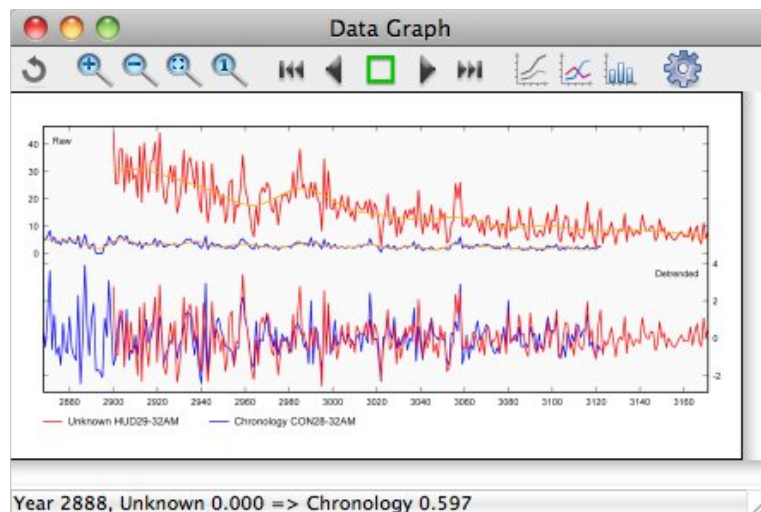 Data Graph
1
40
Raw
30
20
10
0
4
Detrended
2
0
-2
2880 2900 2920 2940 2960 2980 3000 3020 3040 3060 3080 3100 3120 3140 3160
Unknown HUD29-32AM Chronology CON28-32AM
Year 2888, Unknown 0.000 => Chronology 0.597